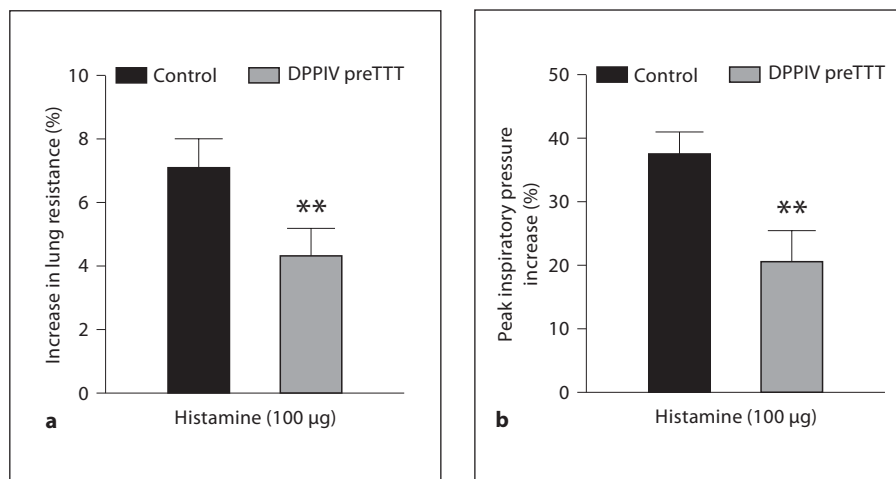 Control DPPIV preTTT
10
8
6
4
2
0
Increase in lung resistance (%)
**
a
Histamine (100 µg)
Control DPPIV preTTT
50
40
30
20
10
0
Peak inspiratory pressure
increase (%)
**
b
Histamine (100 µg)